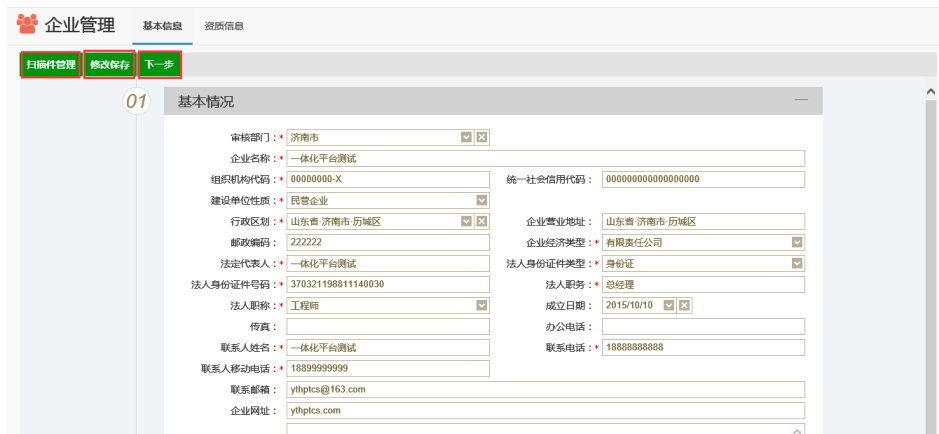 企业管理 基本信息 资质信息
扫描件管理 修改保存 下一步
01 基本情况
审核部门：* 济南市
企业名称：* 一体化平台测试
组织机构代码：* 00000000-X 统一社会信用代码： 000000000000000000
建设单位性质：* 民营企业
行政区划：* 山东省·济南市·历城区 企业营业地址： 山东省·济南市·历城区
邮政编码： 222222 企业经济类型：* 有限责任公司
法定代表人：* 一体化平台测试 法人身份证件类型：* 身份证
法人身份证件号码：* 370321198811140030 法人职务：* 总经理
法人职称：* 工程师 成立日期： 2015/10/10
传真： 办公电话：
联系人姓名：* 一体化平台测试 联系电话：* 18888888888
联系人移动电话：* 18899999999
联系邮箱： ythptcs@163.com
企业网址： ythptcs.com